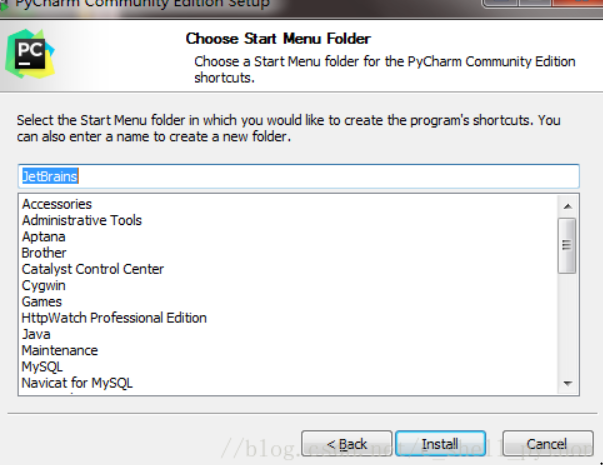 PyCharm Community Edition Setup
PC
Choose Start Menu Folder
Choose a Start Menu folder for the PyCharm Community Edition
shortcuts.
Select the Start Menu folder in which you would like to create the program's shortcuts. You
can also enter a name to create a new folder.
JetBrains
Accessories
Administrative Tools
Aptana
Brother
Catalyst Control Center
Cygwin
Games
HttpWatch Professional Edition
Java
Maintenance
MySQL
Navicat for MySQL
< Back
Install
Cancel
//blog.